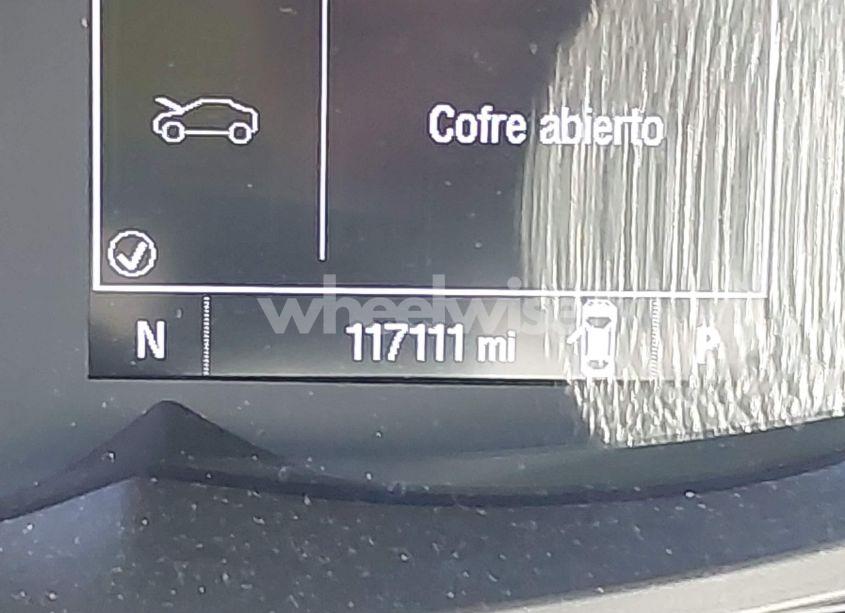 Cofre abierto
wheelwise
N 117111 mi P